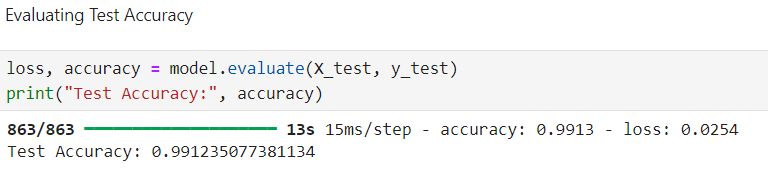 Evaluating Test Accuracy
loss, accuracy = model.evaluate(X_test, y_test)
print("Test Accuracy:", accuracy)
863/863 ━━━━━━━━━━━━━━━━━━━━ 13s 15ms/step - accuracy: 0.9913 - loss: 0.0254
Test Accuracy: 0.991235077381134